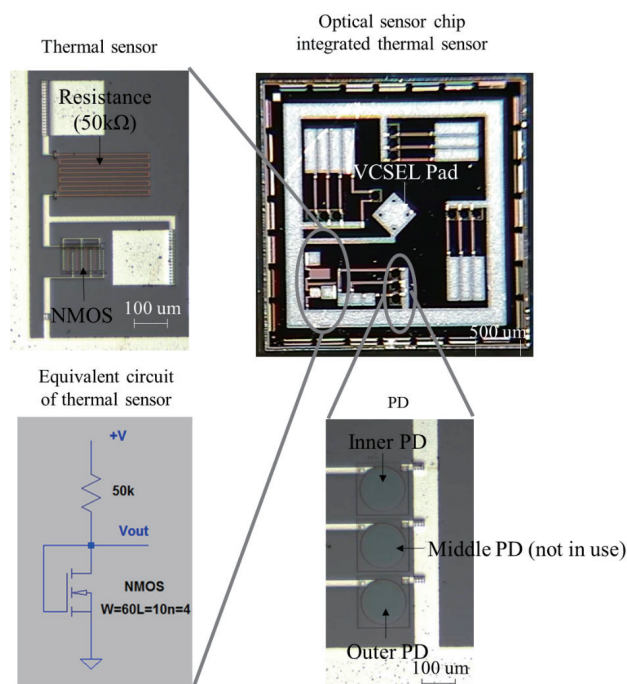 Thermal sensor
Resistance
(50kΩ)
NMOS
100 um
Optical sensor chip
integrated thermal sensor
VCSEL Pad
500 um
Equivalent circuit
of thermal sensor
+V
50k
Vout
NMOS
W=60L=10n=4
PD
Inner PD
Middle PD (not in use)
Outer PD
100 um